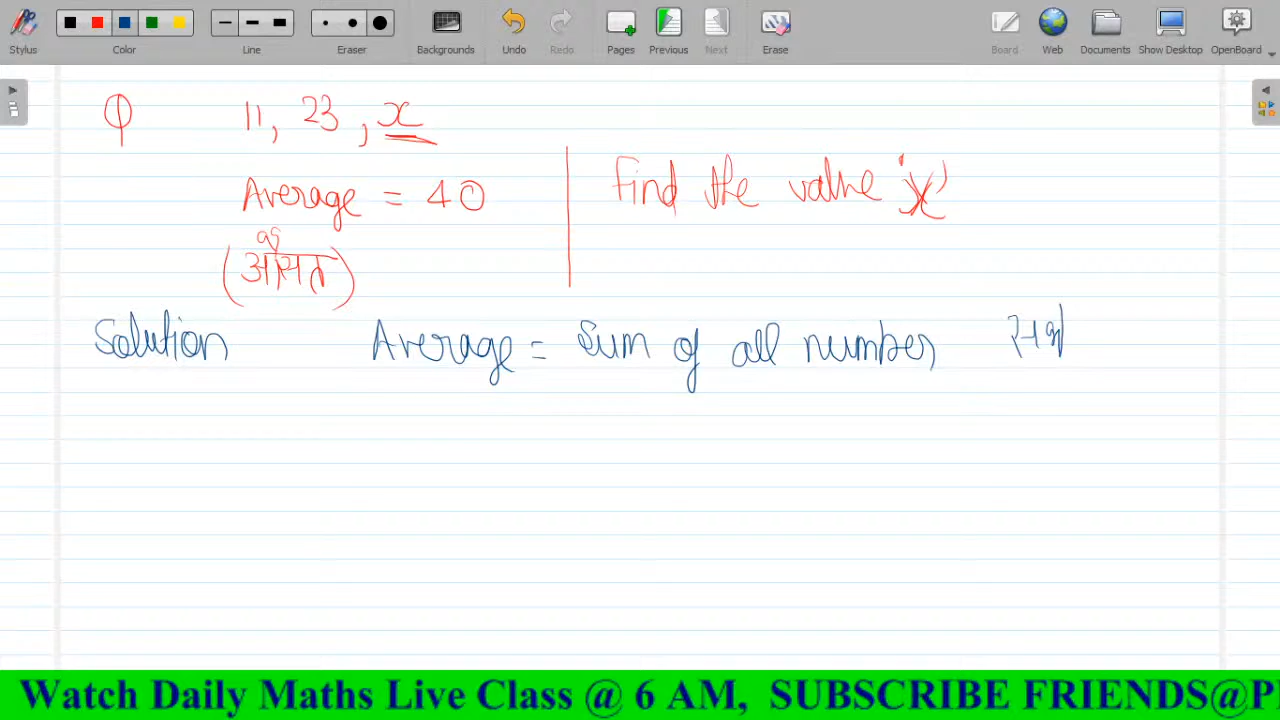 Stylus
Color
Line
Eraser
Backgrounds
Undo
Redo
Pages
Previous
Next
Erase
Board
Web
Documents
Show Desktop
OpenBoard
Q 11, 23, x
Average = 40
(औसत)
Find the value 'x'
Solution Average = Sum of all number
Watch Daily Maths Live Class @ 6 AM, SUBSCRIBE FRIENDS@P